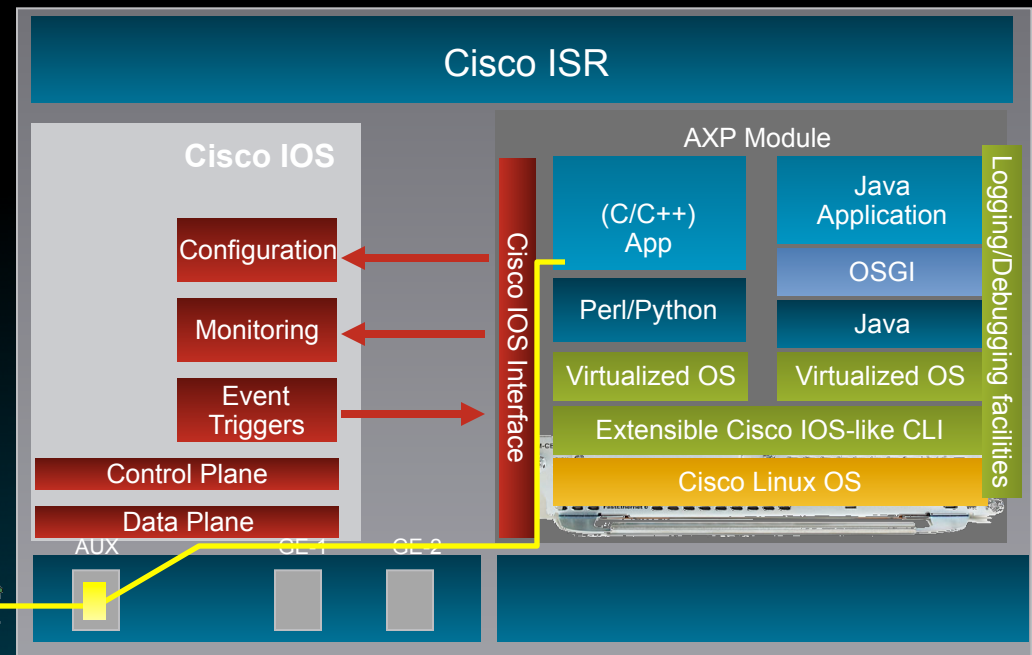 Cisco ISR
Cisco IOS
Configuration
Monitoring
Event
Triggers
Control Plane
Data Plane
Cisco IOS Interface
AXP Module
(C/C++)
App
Perl/Python
Virtualized OS
Java
Application
OSGI
Java
Virtualized OS
Extensible Cisco IOS-like CLI
Cisco Linux OS
Logging/Debugging facilities
AUX
GE-1
GE-2